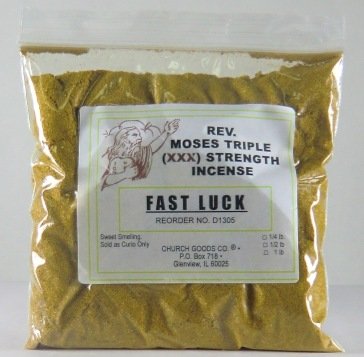 REV.
MOSES TRIPLE
(XXX) STRENGTH
INCENSE
FAST LUCK
REORDER NO. D1305
Sweet Smelling,
Sold as Curio Only
CHURCH GOODS CO. ® •
P.O. Box 718 •
Glenview, IL 60025
□ 1/4 lb
□ 1/2 lb
□ 1 lb